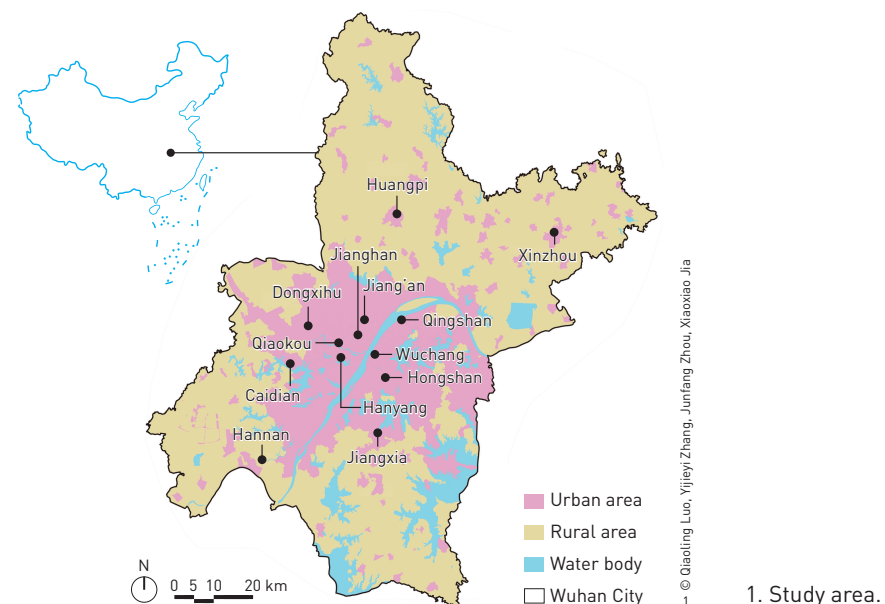 Huangpi
Xinzhou
Jianghan
Jiang'an
Dongxihu
Qingshan
Qiaokou
Wuchang
Hongshan
Caidian
Hanyang
Hannan
Jiangxia
Urban area
Rural area
Water body
Wuhan City
N
0 5 10 20 km
1 © Qiaoling Luo, Yijieyi Zhang, Junfang Zhou, Xiaoxiao Jia
1. Study area.